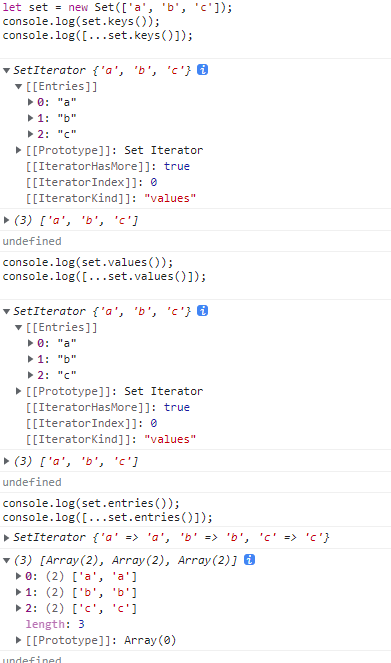 let set = new Set(['a', 'b', 'c']);
console.log(set.keys());
console.log([...set.keys()]);
SetIterator {'a', 'b', 'c'} i
[[Entries]]
0: "a"
1: "b"
2: "c"
[[Prototype]]: Set Iterator
[[IteratorHasMore]]: true
[[IteratorIndex]]: 0
[[IteratorKind]]: "values"
(3) ['a', 'b', 'c']
undefined
console.log(set.values());
console.log([...set.values()]);
SetIterator {'a', 'b', 'c'} i
[[Entries]]
0: "a"
1: "b"
2: "c"
[[Prototype]]: Set Iterator
[[IteratorHasMore]]: true
[[IteratorIndex]]: 0
[[IteratorKind]]: "values"
(3) ['a', 'b', 'c']
undefined
console.log(set.entries());
console.log([...set.entries()]);
SetIterator {'a' => 'a', 'b' => 'b', 'c' => 'c'}
(3) [Array(2), Array(2), Array(2)] i
0: (2) ['a', 'a']
1: (2) ['b', 'b']
2: (2) ['c', 'c']
length: 3
[[Prototype]]: Array(0)
undefined